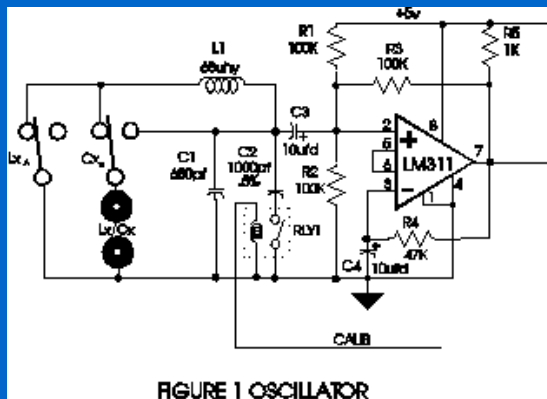 +5v
R1
100K
R5
1K
L1
68uhy
R3
100K
C3
10ufd
2
8
5
6
3
LM311
7
4
1
Lx A
Cx
C1
680pf
C2
1000pf
5%
R2
100K
Lx/Cx
RLY1
R4
47K
C4
10ufd
CALIB
FIGURE 1 OSCILLATOR